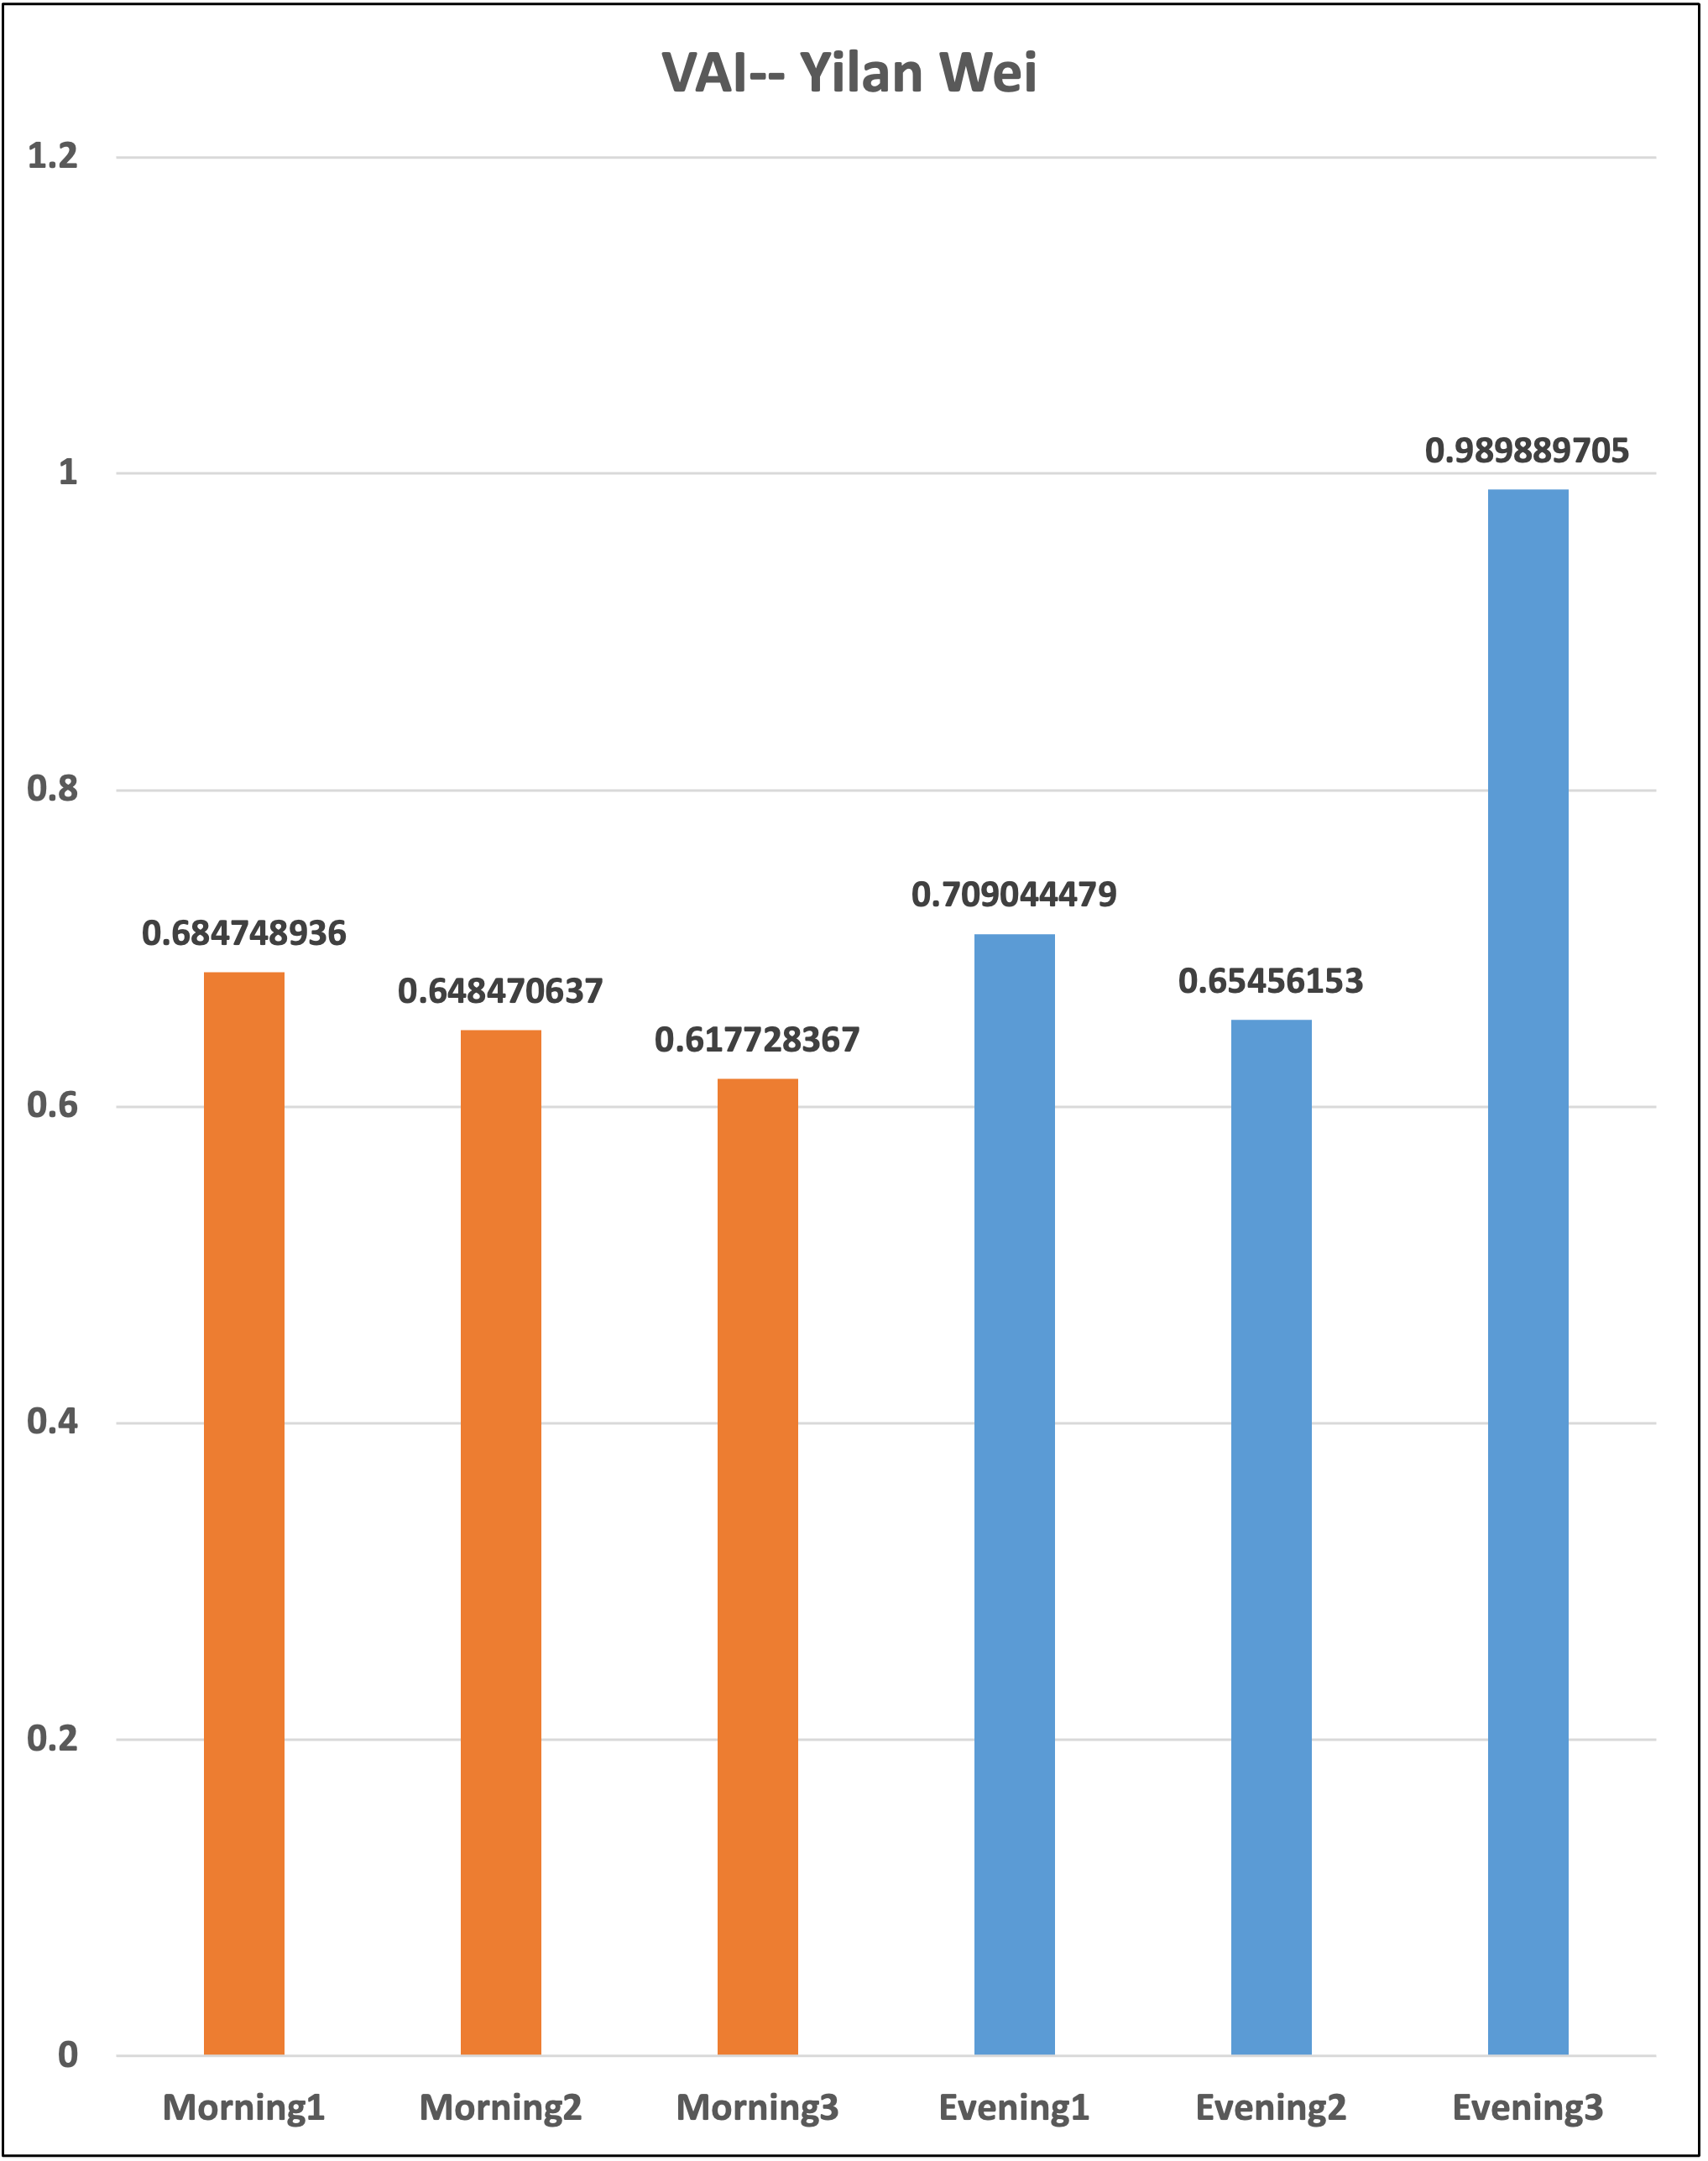 VAI-- Yilan Wei
1.2
1
0.8
0.6
0.4
0.2
0
0.684748936
0.648470637
0.617728367
0.709044479
0.65456153
0.989889705
Morning1
Morning2
Morning3
Evening1
Evening2
Evening3